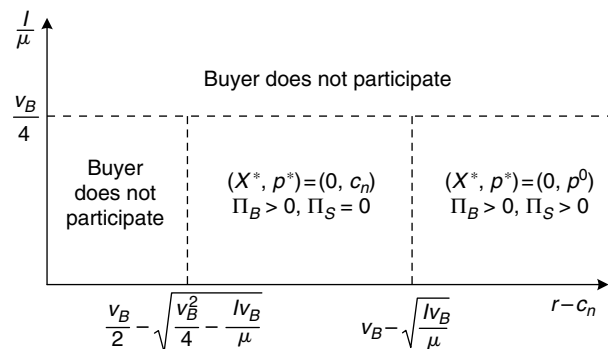 I/μ
Buyer does not participate
v_B/4
Buyer
does not
participate
(X*, p*)=(0, c_n)
Π_B > 0, Π_S = 0
(X*, p*)=(0, p⁰)
Π_B > 0, Π_S > 0
v_B/2 − √(v_B²/4 − Iv_B/μ)
v_B − √(Iv_B/μ)
r−c_n